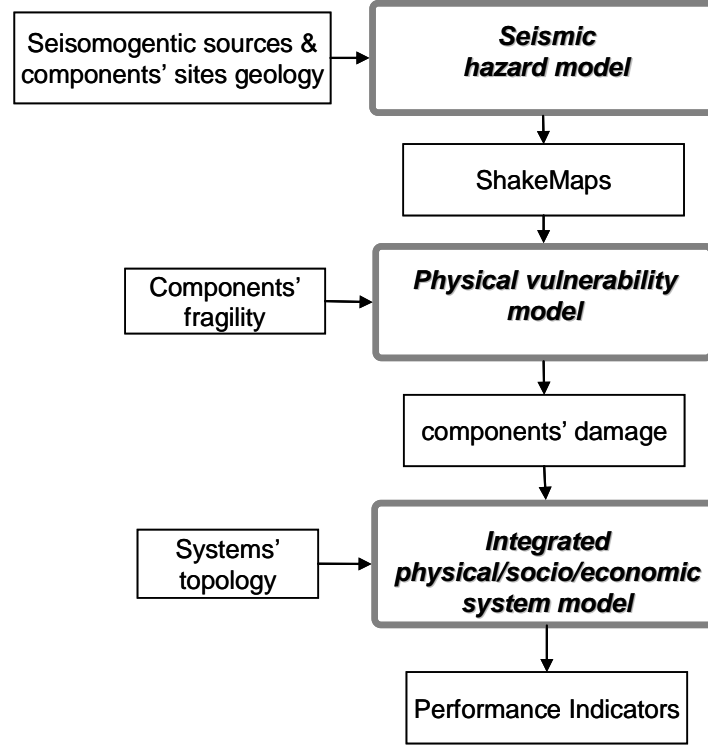 Seisomogentic sources &
components' sites geology
Seismic
hazard model
ShakeMaps
Components'
fragility
Physical vulnerability
model
components' damage
Systems'
topology
Integrated
physical/socio/economic
system model
Performance Indicators